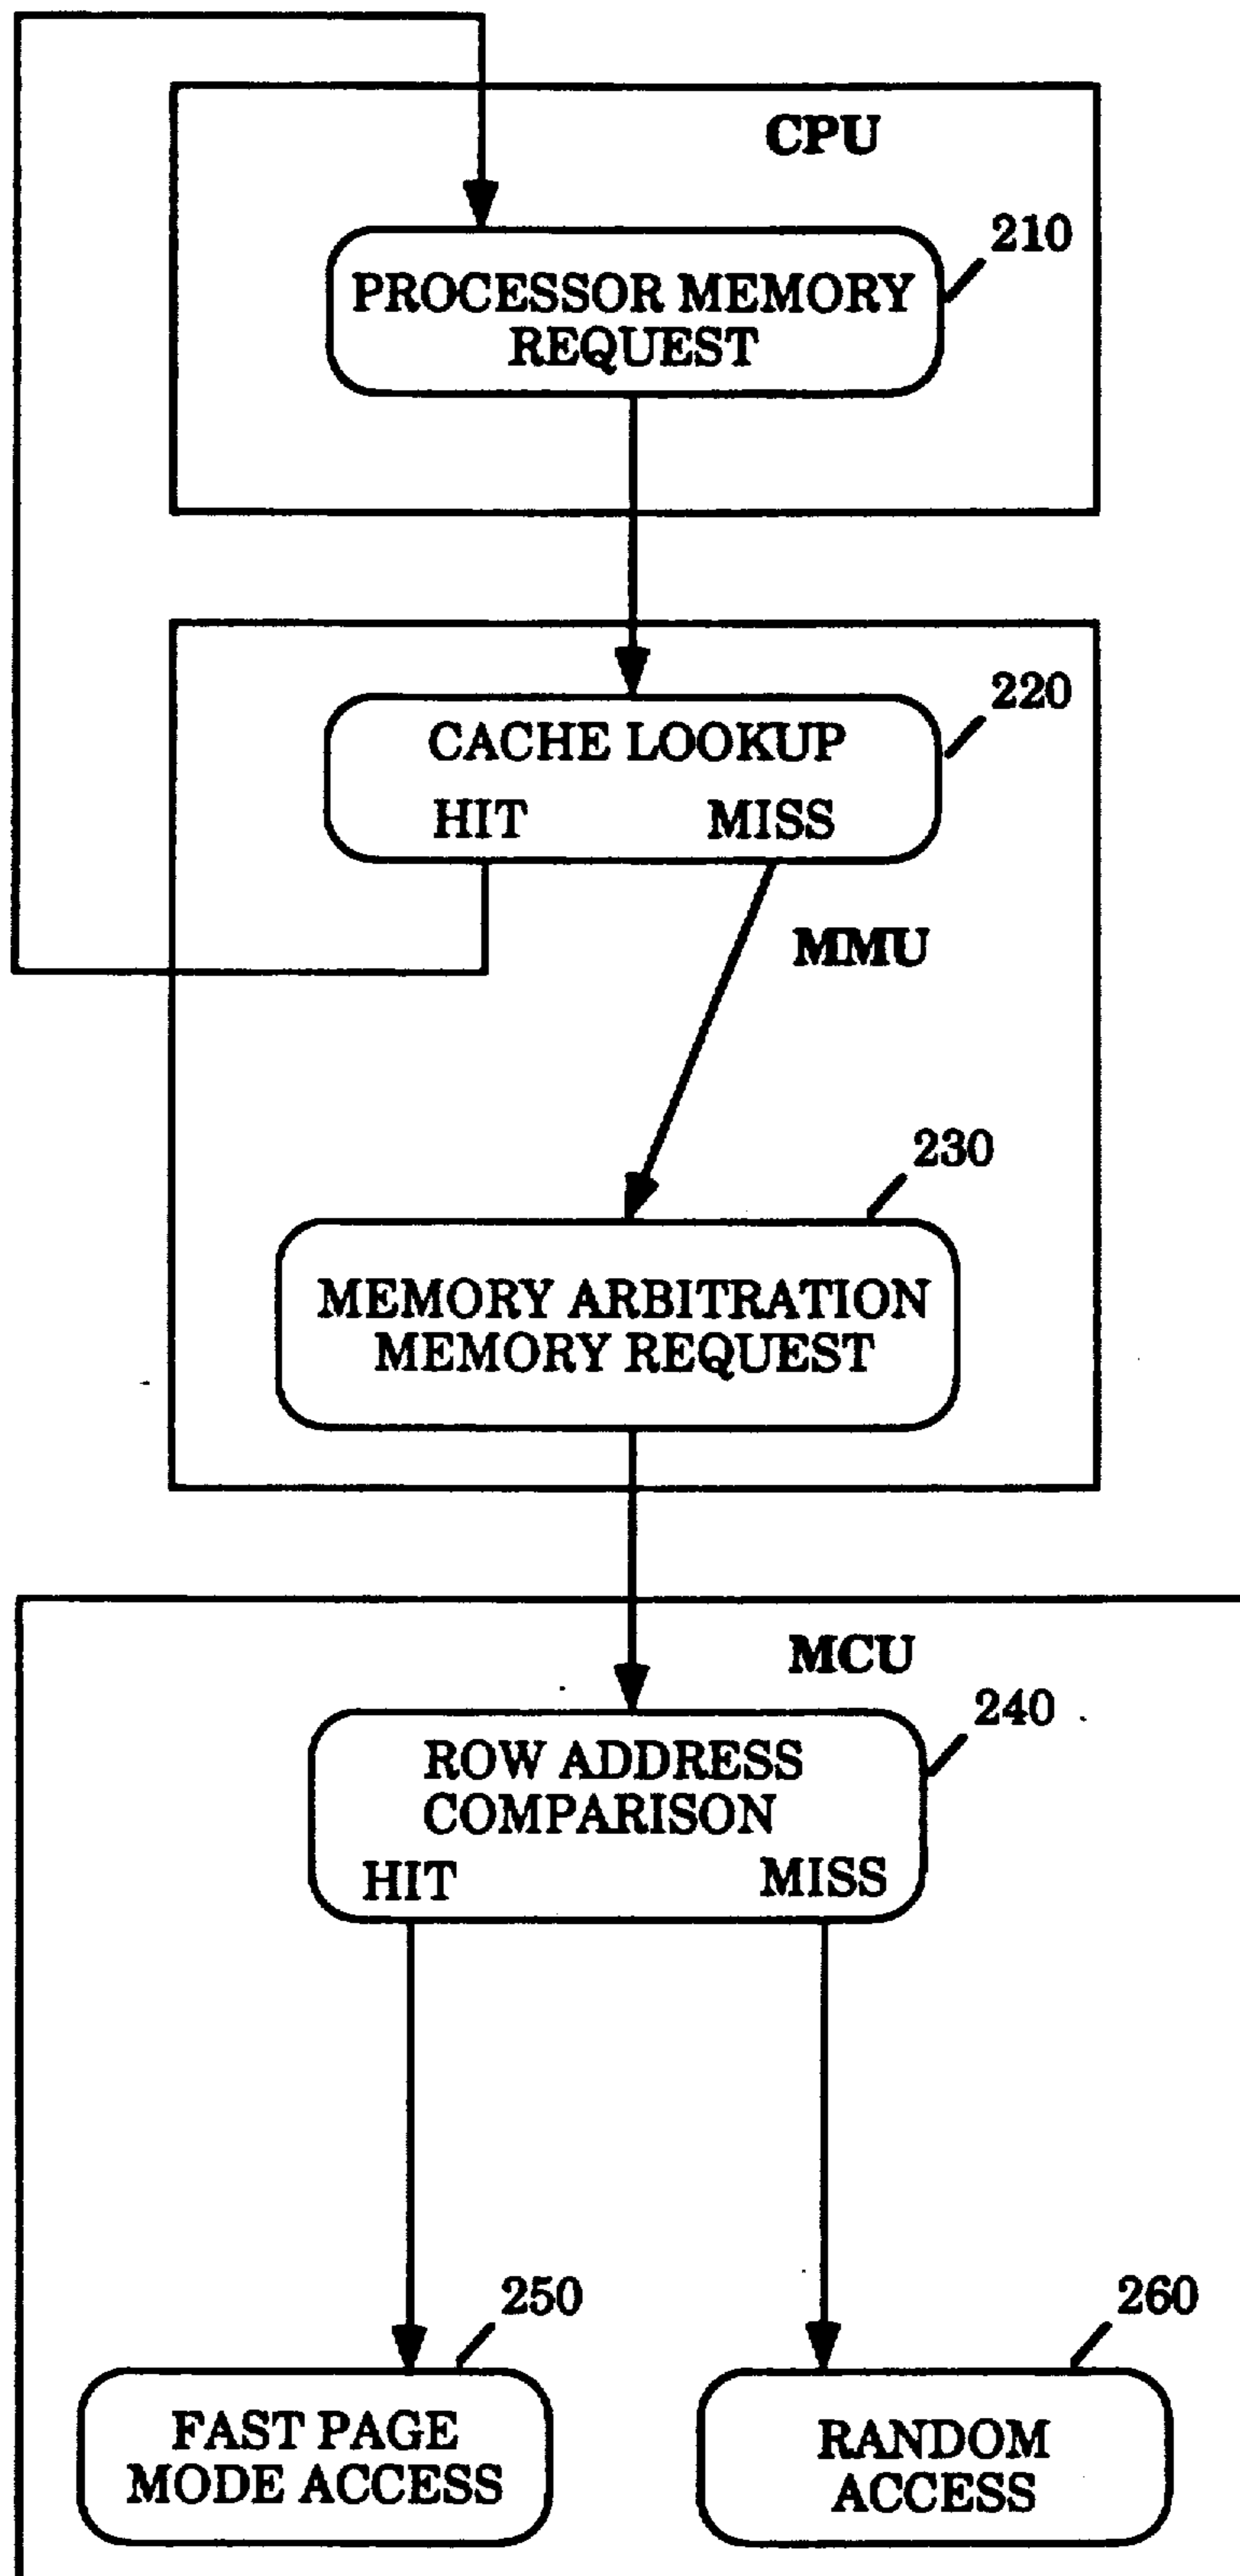 CPU
210
PROCESSOR MEMORY
REQUEST
220
CACHE LOOKUP
HIT MISS
MMU
230
MEMORY ARBITRATION
MEMORY REQUEST
MCU
240
ROW ADDRESS
COMPARISON
HIT MISS
250
260
FAST PAGE
MODE ACCESS
RANDOM
ACCESS